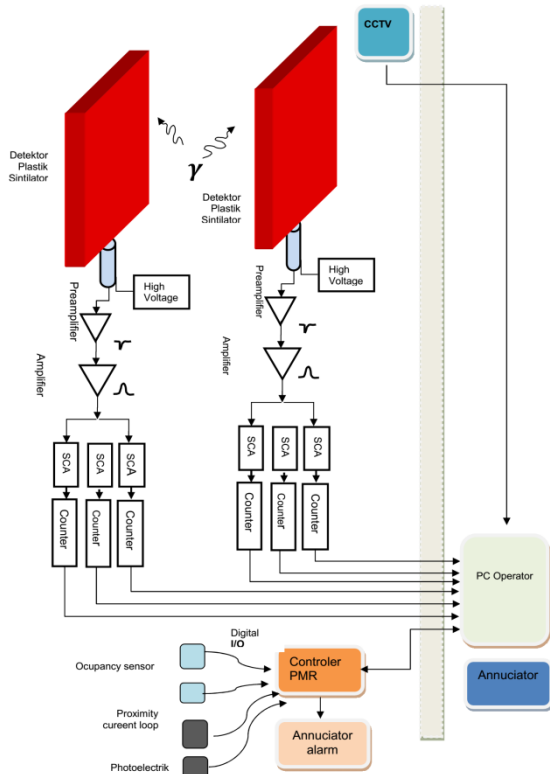 CCTV
Detektor
Plastik
Sintilator
γ
Detektor
Plastik
Sintilator
High
Voltage
Preamplifier
Amplifier
SCA
SCA
SCA
Counter
Counter
Counter
High
Voltage
Preamplifier
Amplifier
SCA
SCA
SCA
Counter
Counter
Counter
PC Operator
Annuciator
Digital
I/O
Ocupancy sensor
Controler
PMR
Proximity
cureent loop
Annuciator
alarm
Photoelektrik